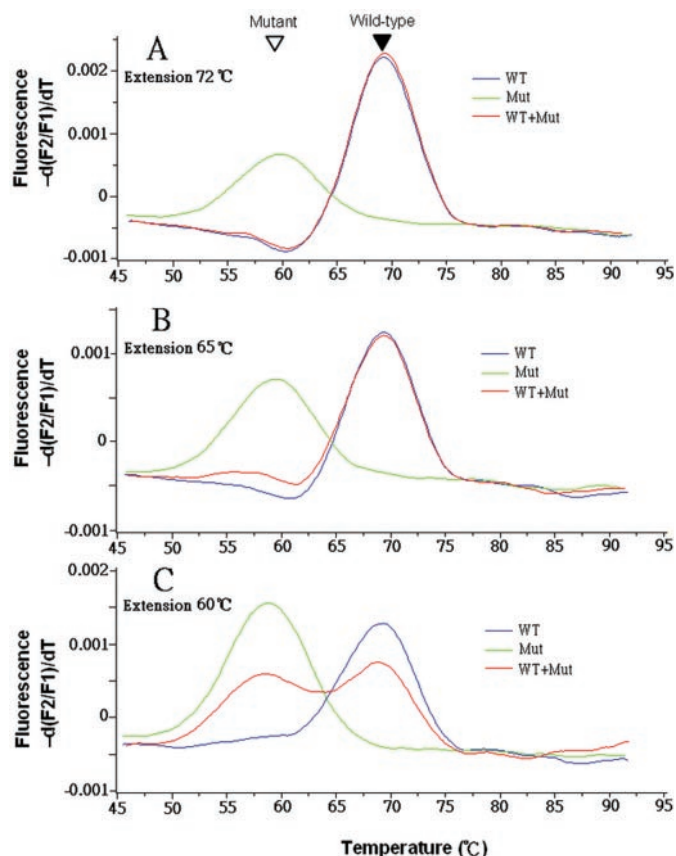 Mutant Wild-type
A
Extension 72 ℃
WT
Mut
WT+Mut
Fluorescence
−d(F2/F1)/dT
0.002
0.001
0
-0.001
45 50 55 60 65 70 75 80 85 90 95
B
Extension 65 ℃
WT
Mut
WT+Mut
Fluorescence
−d(F2/F1)/dT
0.001
0
-0.001
45 50 55 60 65 70 75 80 85 90 95
C
Extension 60 ℃
WT
Mut
WT+Mut
Fluorescence
−d(F2/F1)/dT
0.002
0.001
0
-0.001
45 50 55 60 65 70 75 80 85 90 95
Temperature (℃)